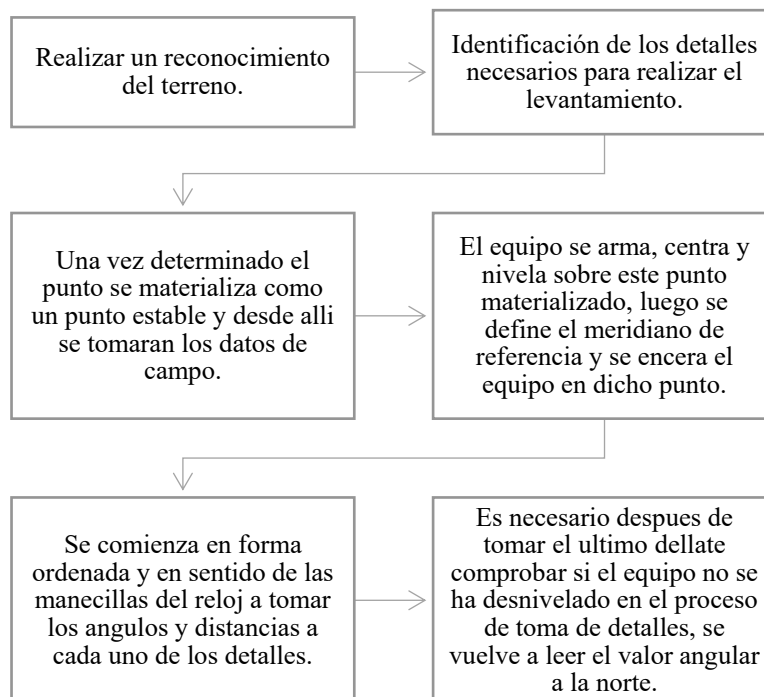 Realizar un reconocimiento
del terreno.
Identificación de los detalles
necesarios para realizar el
levantamiento.
Una vez determinado el
punto se materializa como
un punto estable y desde alli
se tomaran los datos de
campo.
El equipo se arma, centra y
nivela sobre este punto
materializado, luego se
define el meridiano de
referencia y se encera el
equipo en dicho punto.
Se comienza en forma
ordenada y en sentido de las
manecillas del reloj a tomar
los angulos y distancias a
cada uno de los detalles.
Es necesario despues de
tomar el ultimo dellate
comprobar si el equipo no se
ha desnivelado en el proceso
de toma de detalles, se
vuelve a leer el valor angular
a la norte.